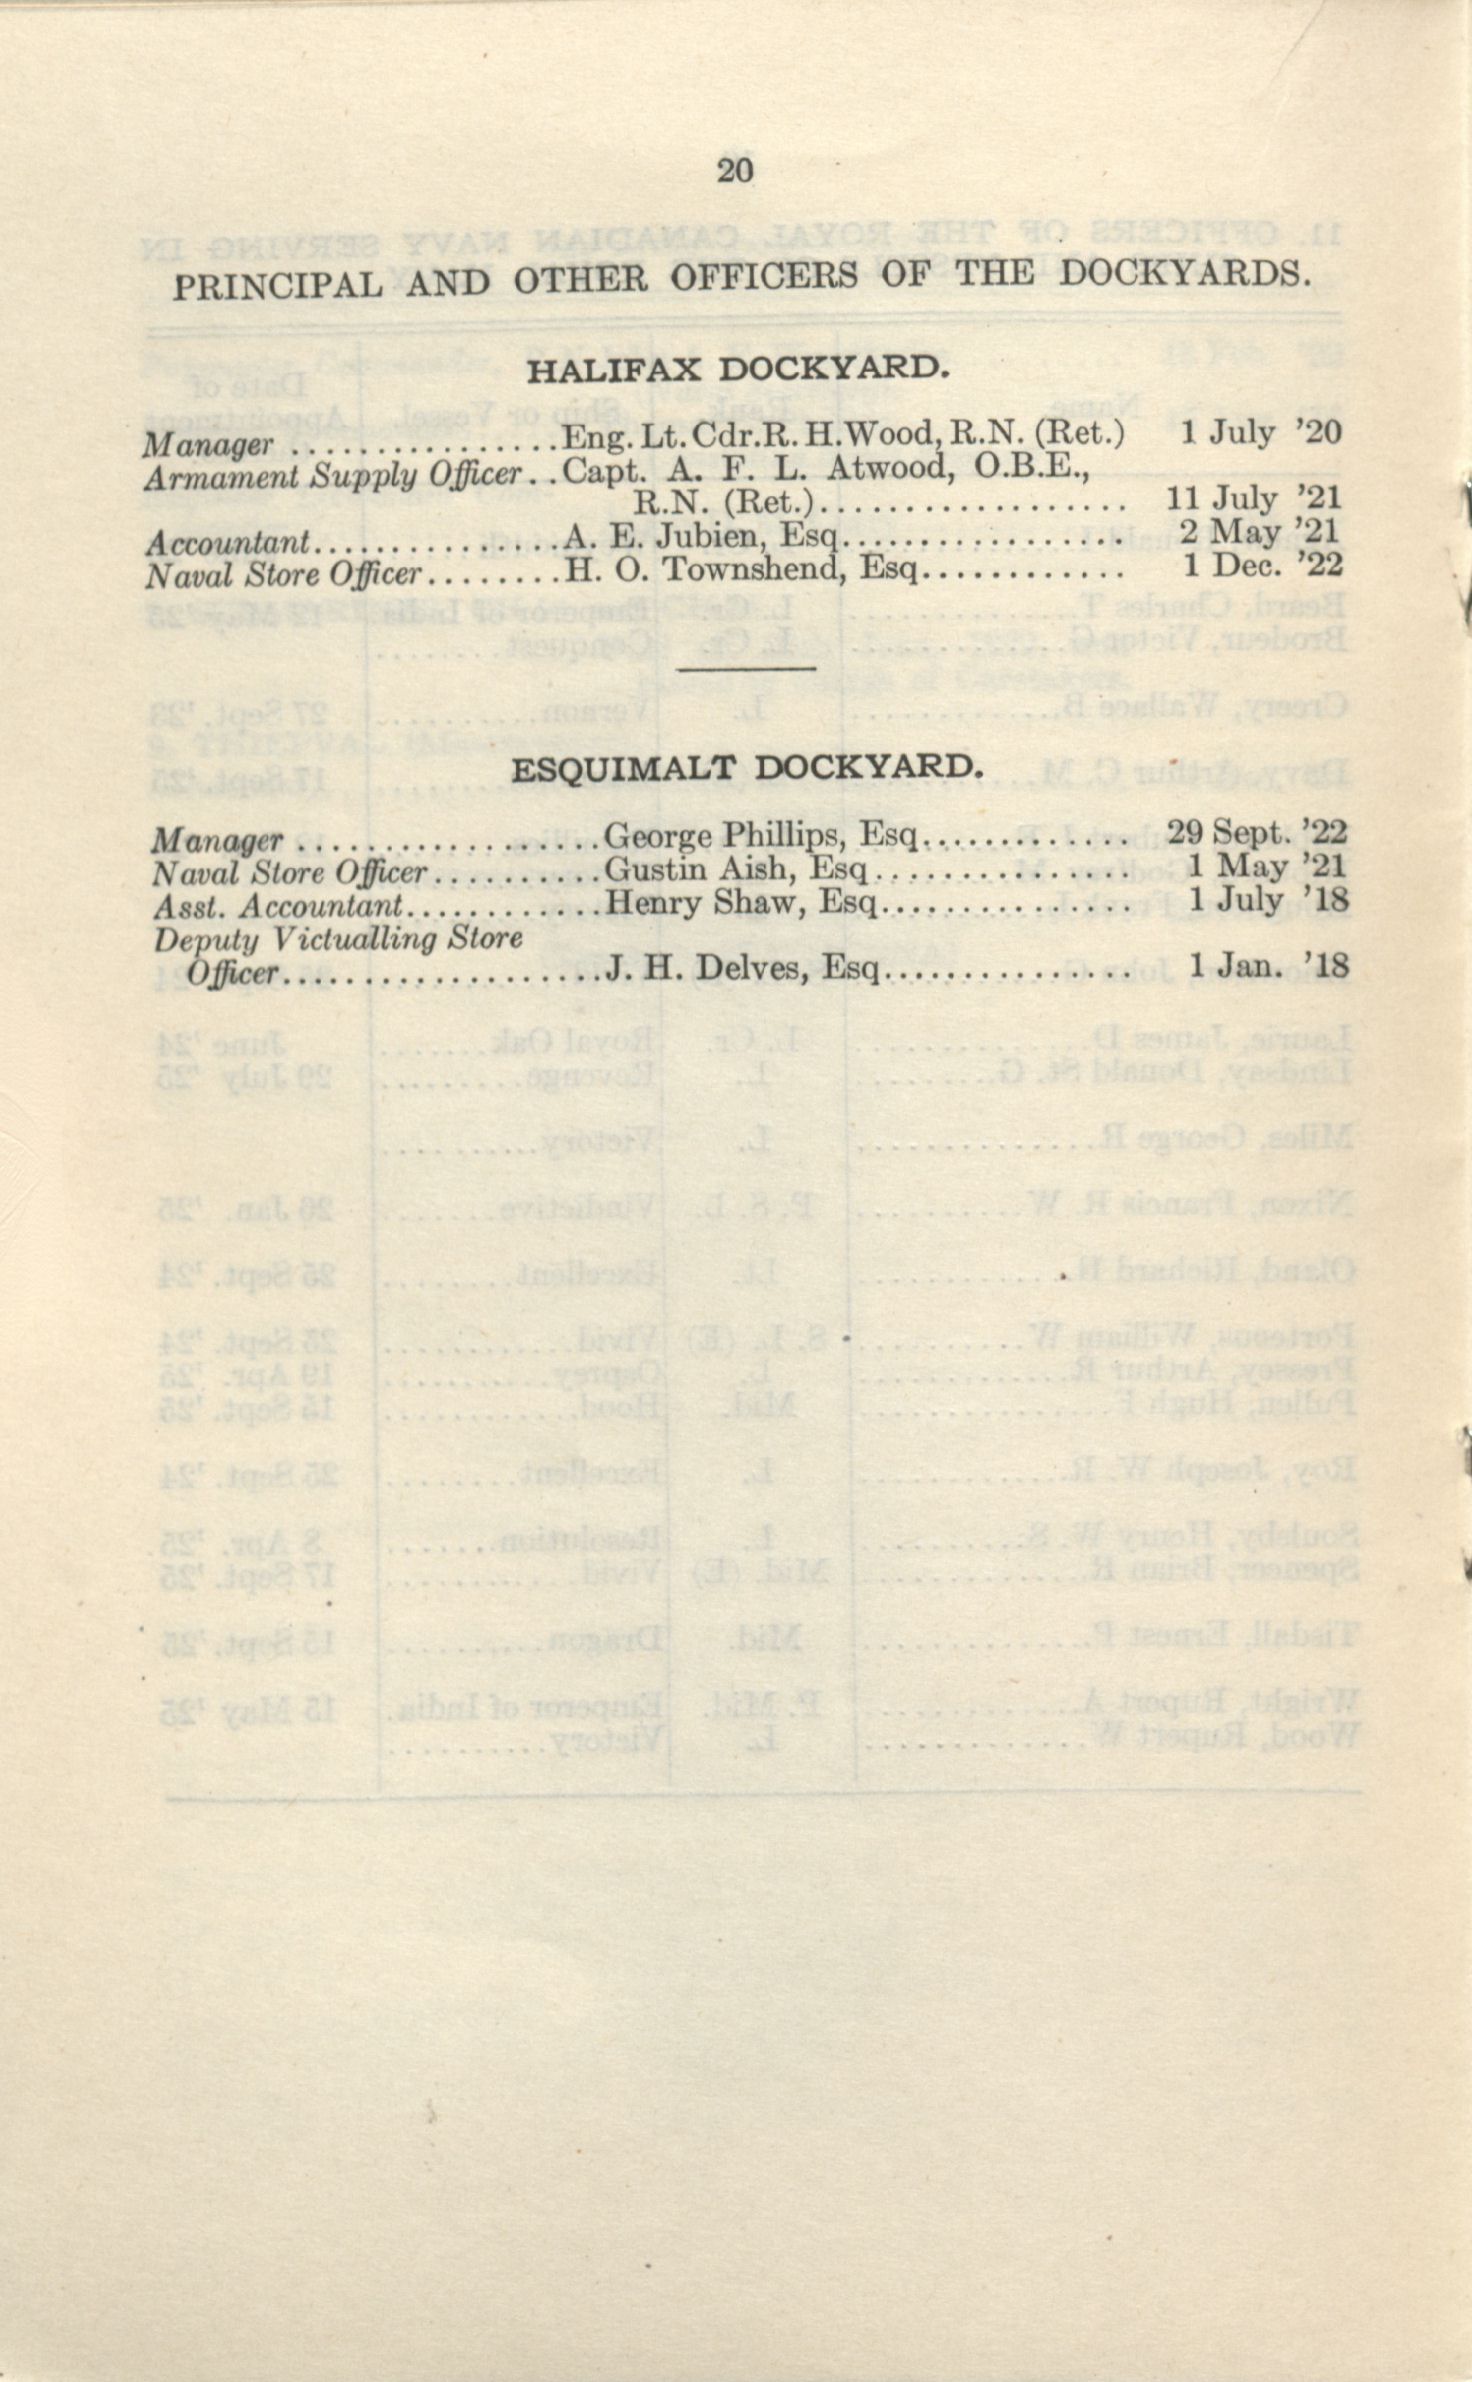 20
PRINCIPAL AND OTHER OFFICERS OF THE DOCKYARDS.
HALIFAX DOCKYARD.
Manager ................Eng. Lt. Cdr. R. H. Wood, R.N. (Ret.) 1 July '20
Armament Supply Officer..Capt. A. F. L. Atwood, O.B.E.,
R.N. (Ret.).................. 11 July '21
Accountant...............A. E. Jubien, Esq................. 2 May '21
Naval Store Officer........H. O. Townshend, Esq............ 1 Dec. '22
ESQUIMALT DOCKYARD.
Manager ..................George Phillips, Esq............. 29 Sept. '22
Naval Store Officer..........Gustin Aish, Esq............... 1 May '21
Asst. Accountant............Henry Shaw, Esq............... 1 July '18
Deputy Victualling Store
Officer...................J. H. Delves, Esq............... 1 Jan. '18